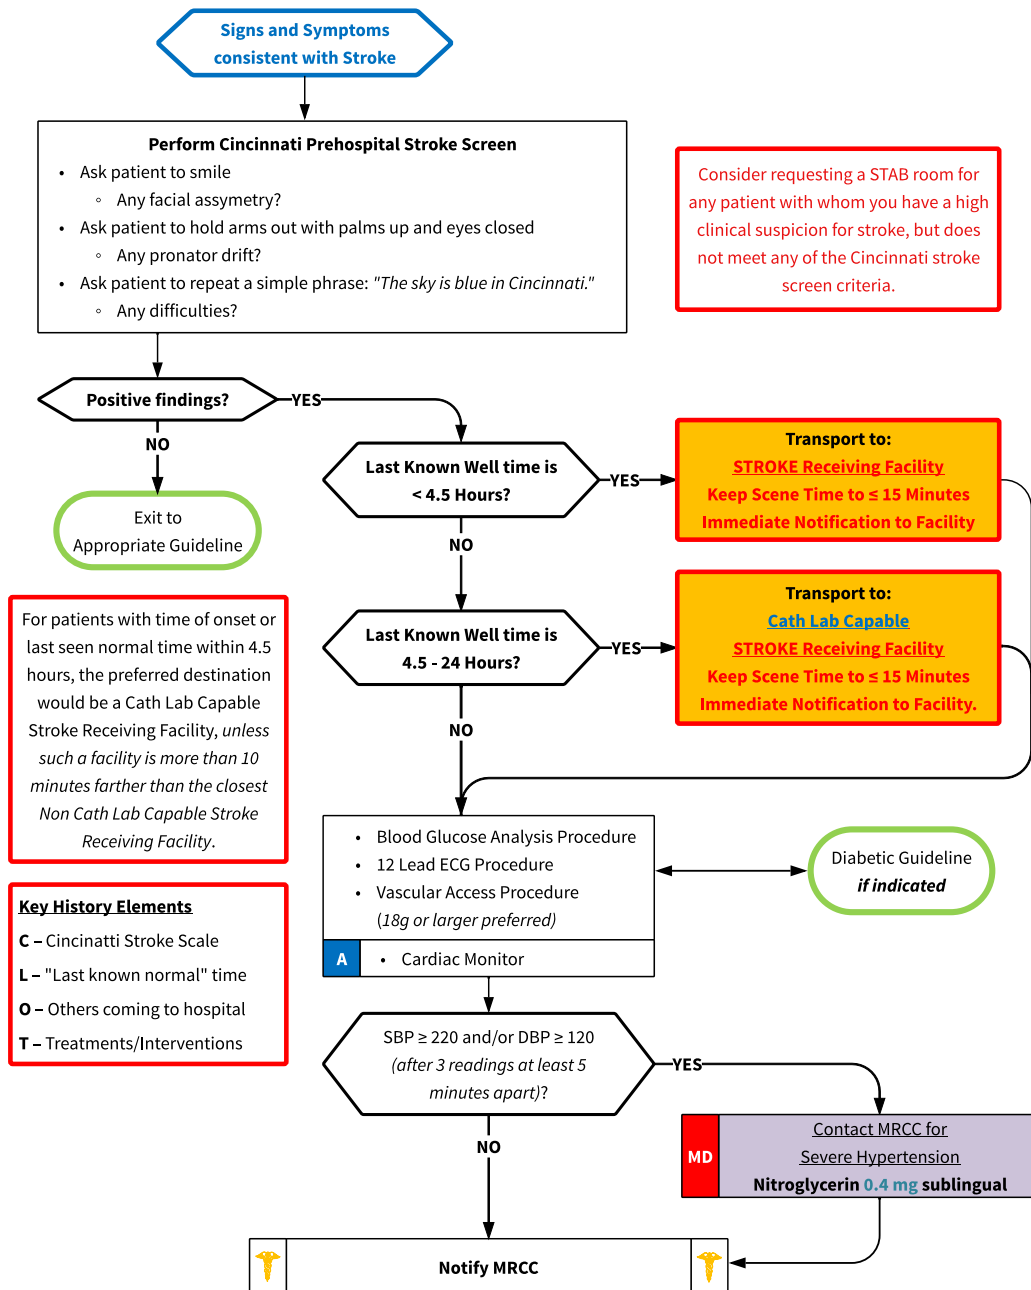 Signs and Symptoms
consistent with Stroke
Perform Cincinnati Prehospital Stroke Screen
• Ask patient to smile
◦ Any facial assymetry?
• Ask patient to hold arms out with palms up and eyes closed
◦ Any pronator drift?
• Ask patient to repeat a simple phrase: "The sky is blue in Cincinnati."
◦ Any difficulties?
Consider requesting a STAB room for
any patient with whom you have a high
clinical suspicion for stroke, but does
not meet any of the Cincinnati stroke
screen criteria.
Positive findings?
YES
NO
Exit to
Appropriate Guideline
Last Known Well time is
< 4.5 Hours?
YES
NO
Transport to:
STROKE Receiving Facility
Keep Scene Time to ≤ 15 Minutes
Immediate Notification to Facility
Last Known Well time is
4.5 - 24 Hours?
YES
NO
Transport to:
Cath Lab Capable
STROKE Receiving Facility
Keep Scene Time to ≤ 15 Minutes
Immediate Notification to Facility.
For patients with time of onset or
last seen normal time within 4.5
hours, the preferred destination
would be a Cath Lab Capable
Stroke Receiving Facility, unless
such a facility is more than 10
minutes farther than the closest
Non Cath Lab Capable Stroke
Receiving Facility.
• Blood Glucose Analysis Procedure
• 12 Lead ECG Procedure
• Vascular Access Procedure
(18g or larger preferred)
A • Cardiac Monitor
Diabetic Guideline
if indicated
Key History Elements
C – Cincinatti Stroke Scale
L – "Last known normal" time
O – Others coming to hospital
T – Treatments/Interventions
SBP ≥ 220 and/or DBP ≥ 120
(after 3 readings at least 5
minutes apart)?
YES
NO
MD
Contact MRCC for
Severe Hypertension
Nitroglycerin 0.4 mg sublingual
Notify MRCC